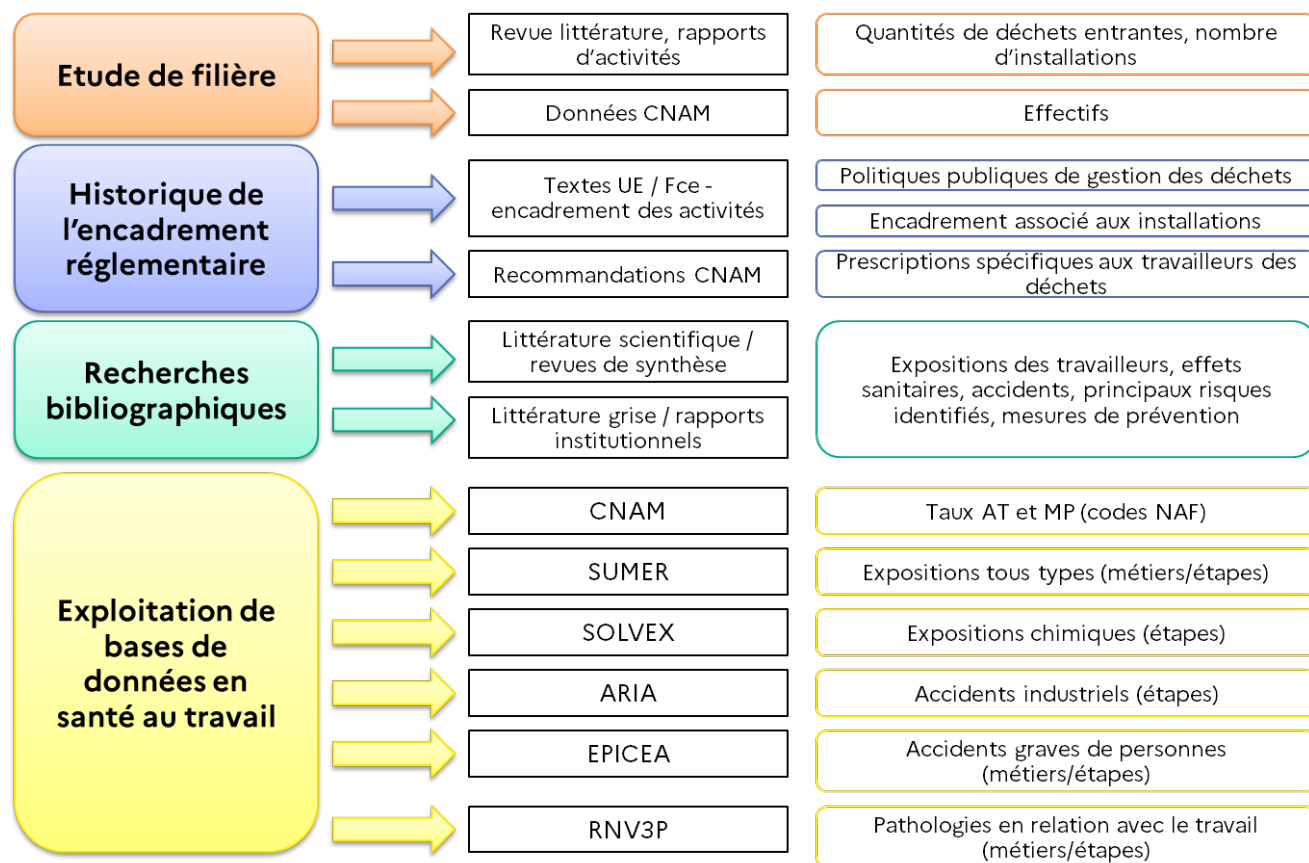 Etude de filière
Revue littérature, rapports
d'activités
Quantités de déchets entrantes, nombre
d'installations
Données CNAM
Effectifs
Historique de
l'encadrement
réglementaire
Textes UE / Fce -
encadrement des activités
Politiques publiques de gestion des déchets
Encadrement associé aux installations
Recommandations CNAM
Prescriptions spécifiques aux travailleurs des
déchets
Recherches
bibliographiques
Littérature scientifique /
revues de synthèse
Littérature grise / rapports
institutionnels
Expositions des travailleurs, effets
sanitaires, accidents, principaux risques
identifiés, mesures de prévention
Exploitation de
bases de
données en
santé au travail
CNAM
Taux AT et MP (codes NAF)
SUMER
Expositions tous types (métiers/étapes)
SOLVEX
Expositions chimiques (étapes)
ARIA
Accidents industriels (étapes)
EPICEA
Accidents graves de personnes
(métiers/étapes)
RNV3P
Pathologies en relation avec le travail
(métiers/étapes)